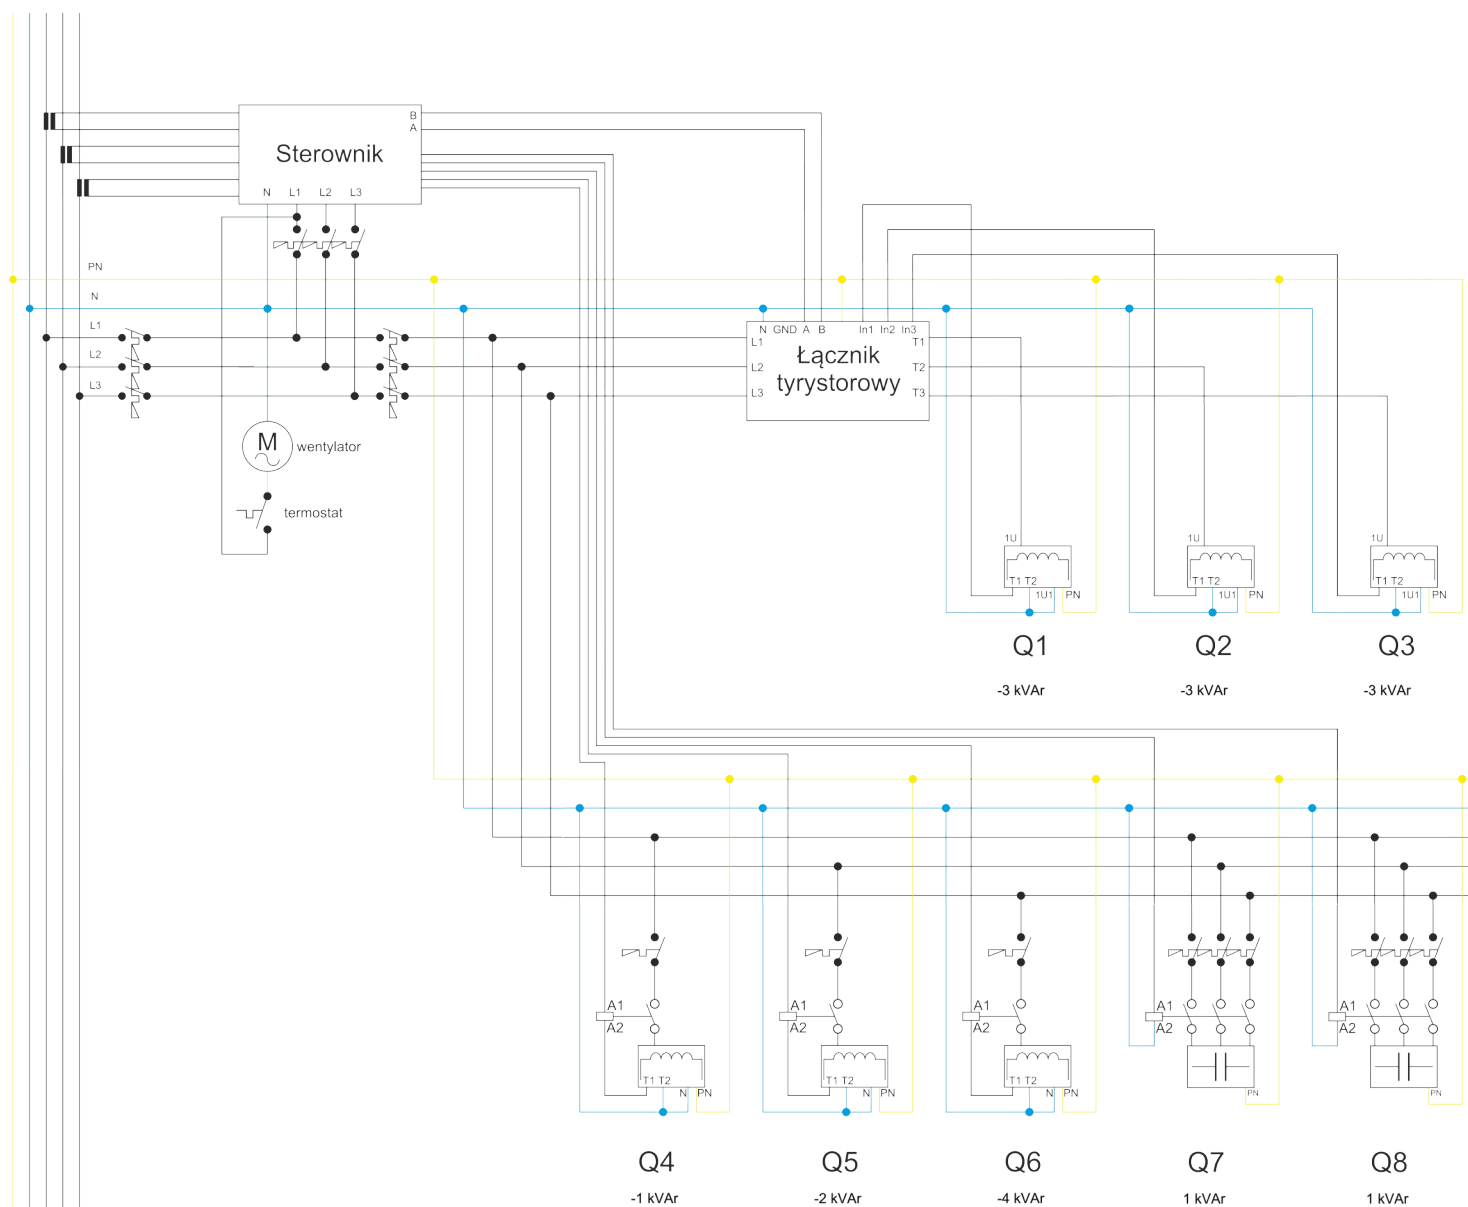 B
A
Sterownik
N L1 L2 L3
PN
N
L1
L2
L3
N GND A B In1 In2 In3
L1 T1
Łącznik
L2 T2
tyrystorowy
L3 T3
M wentylator
termostat
1U 1U 1U
T1 T2 T1 T2 T1 T2
1U1 PN 1U1 PN 1U1 PN
Q1 Q2 Q3
-3 kVAr -3 kVAr -3 kVAr
A1 A1 A1 A1 A1
A2 A2 A2 A2 A2
T1 T2 T1 T2 T1 T2
N PN N PN N PN PN PN
Q4 Q5 Q6 Q7 Q8
-1 kVAr -2 kVAr -4 kVAr 1 kVAr 1 kVAr